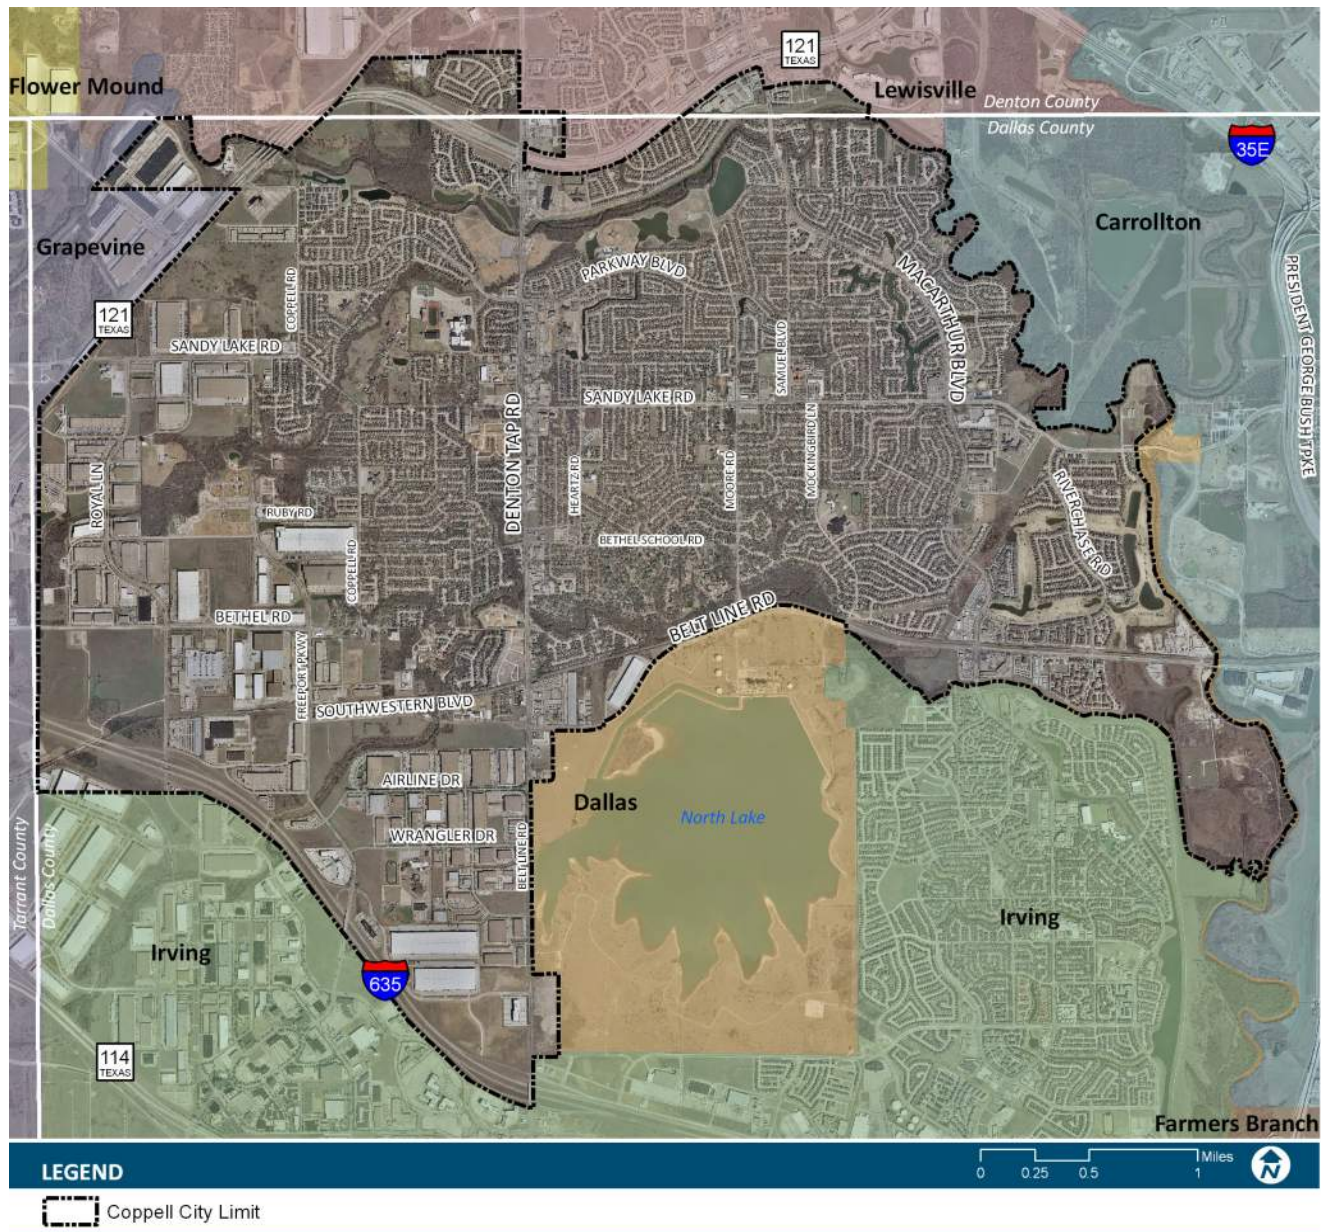 121
TEXAS
Flower Mound
Lewisville
Denton County
Dallas County
35E
Carrollton
Grapevine
PARKWAY BLVD
MACARTHUR BLVD
PRESIDENT GEORGE BUSH TPKE
COPPELL RD
121
TEXAS
SANDY LAKE RD
SAMUEL BLVD
SANDY LAKE RD
DENTON TAP RD
HEARTZ RD
MOORE RD
MOCKINGBIRD LN
ROYAL LN
RIVERCHASE RD
RUBY RD
BETHEL SCHOOL RD
COPPELL RD
BETHEL RD
BELT LINE RD
FREEPORT PKWY
SOUTHWESTERN BLVD
AIRLINE DR
Dallas
North Lake
WRANGLER DR
BELT LINE RD
Tarrant County
Dallas County
Irving
Irving
635
114
TEXAS
Farmers Branch
LEGEND
Miles
0 0.25 0.5 1
N
Coppell City Limit